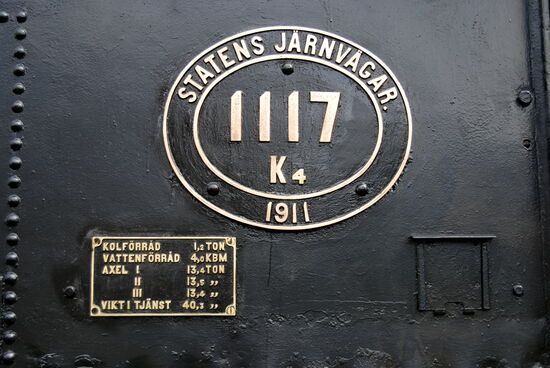 STATENS JÄRNVÄGAR.
1117
K4
1911
KOLFÖRRÅD 1,2 TON
VATTENFÖRRÅD 4,0 KBM
AXEL I 13,4 TON
II 13,5 „
III 13,4 „
VIKT I TJÄNST 40,3 „